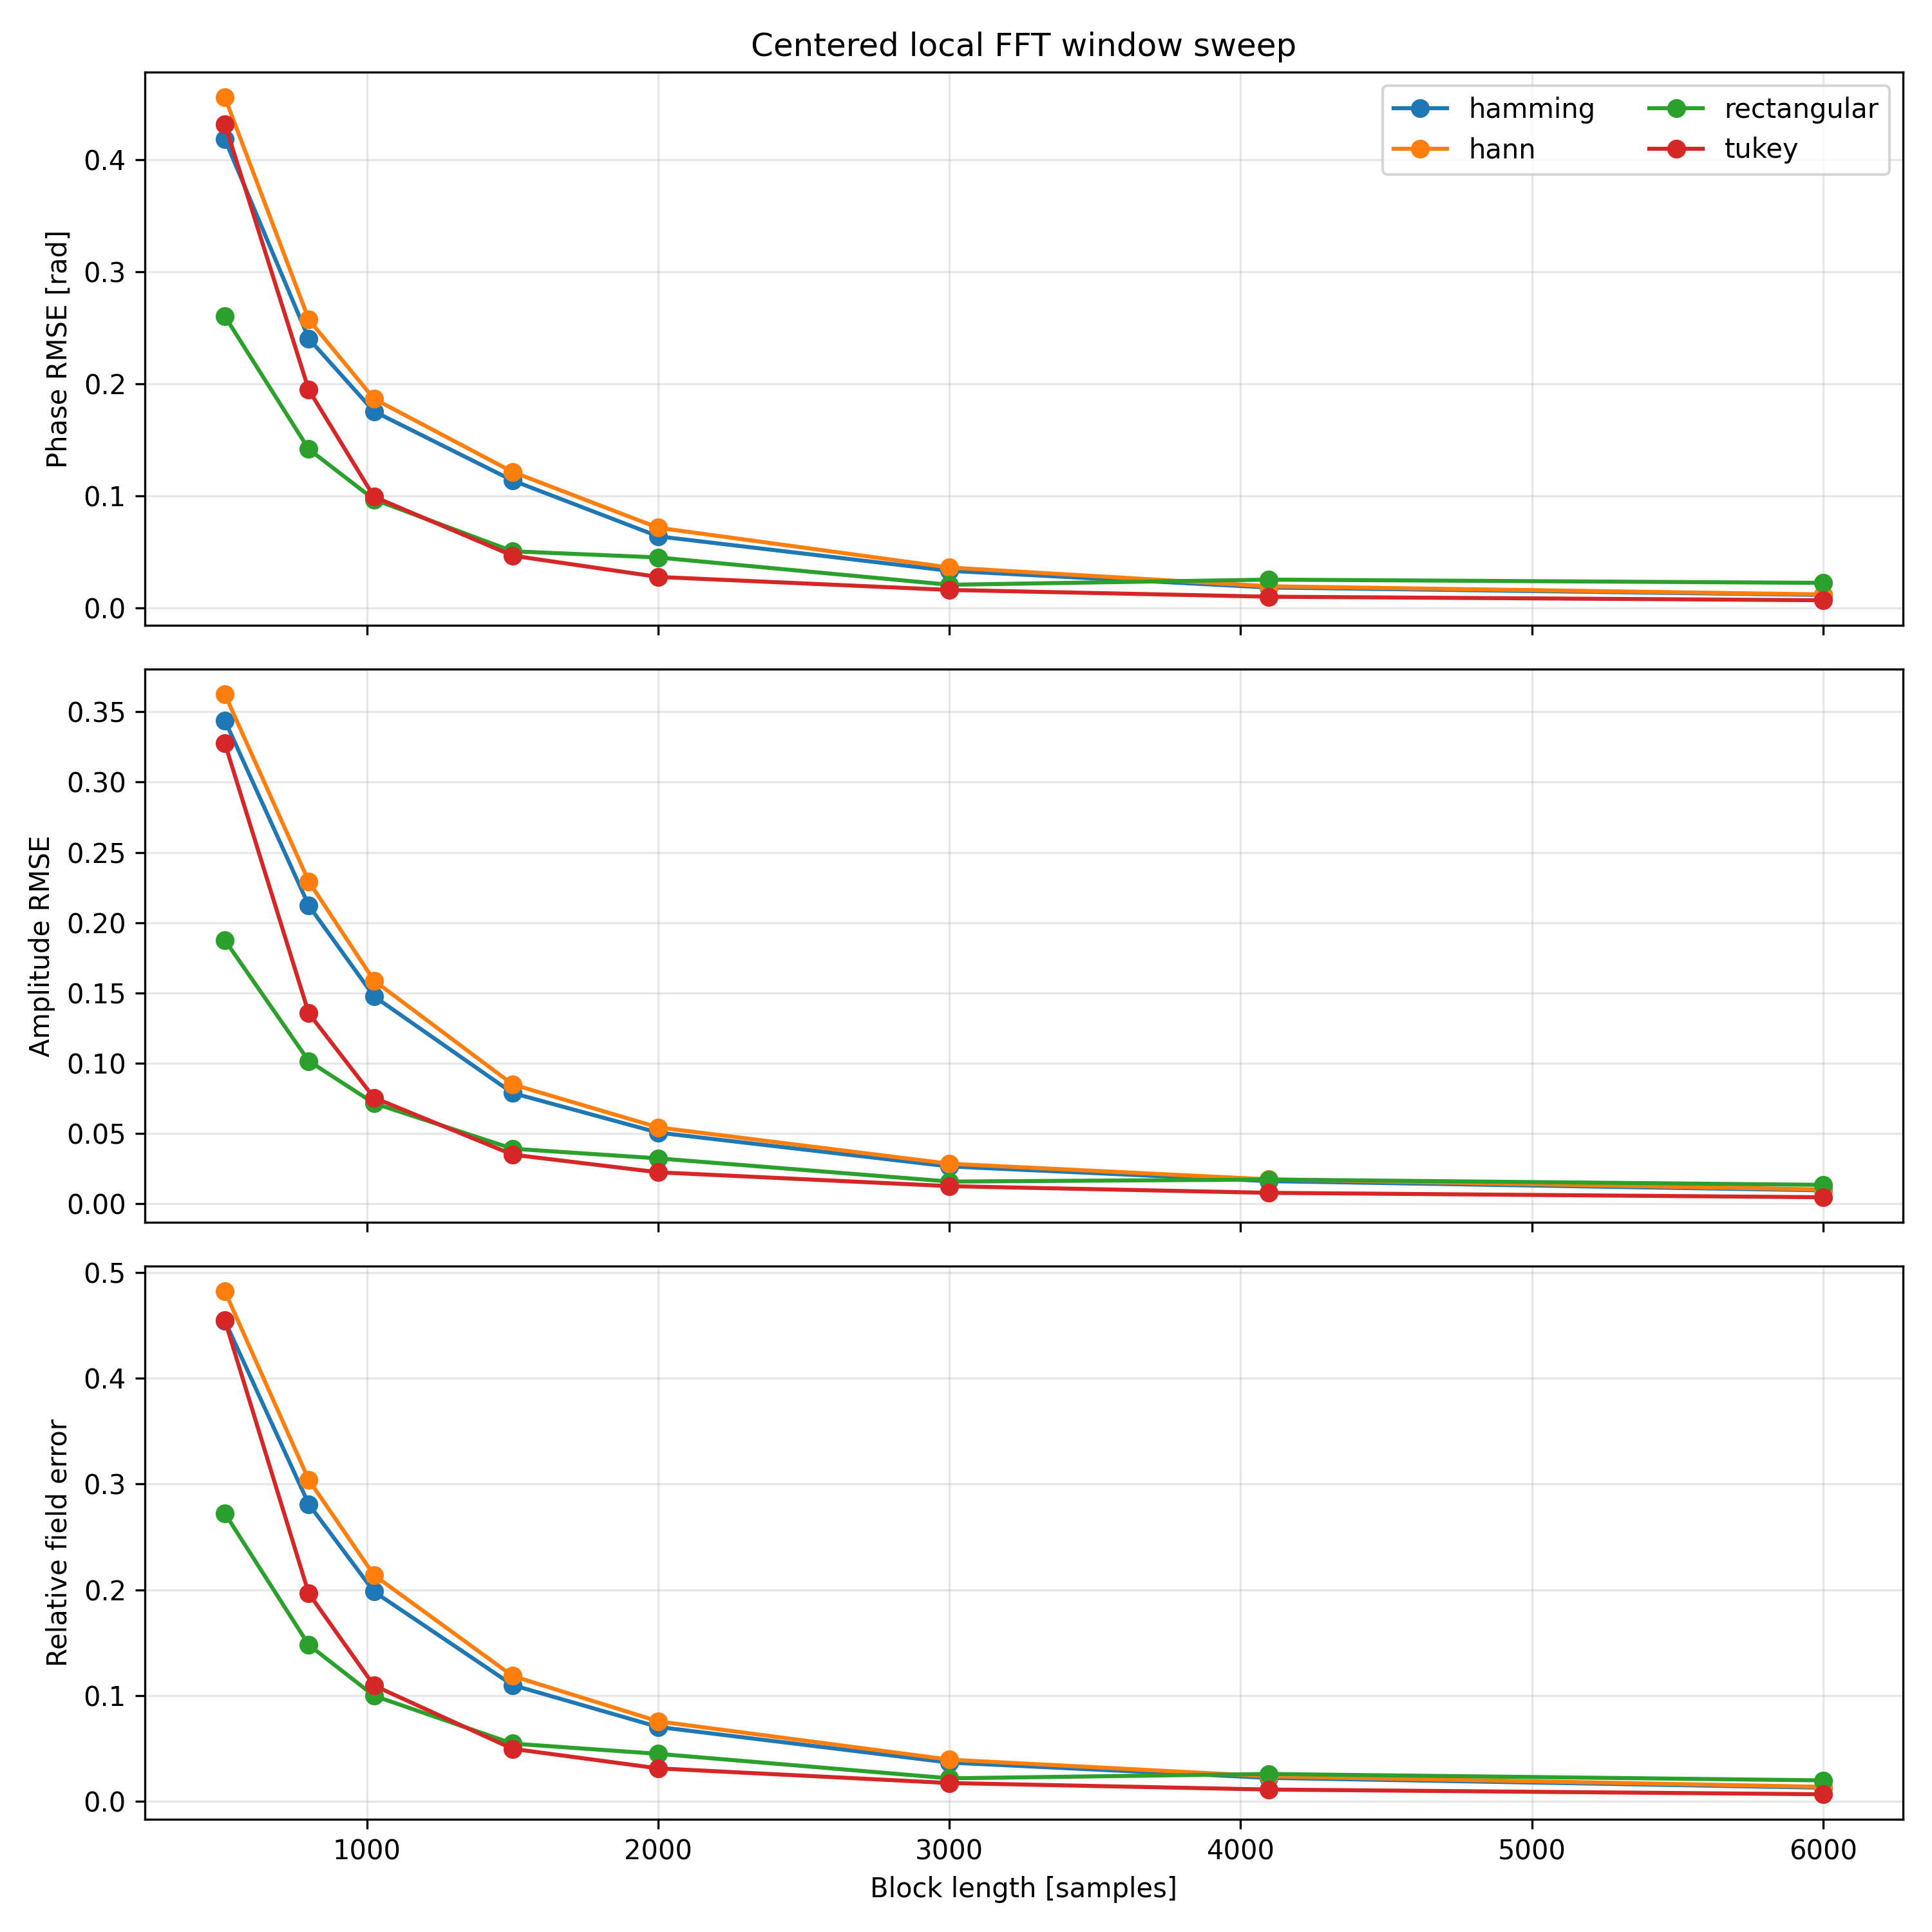 Centered local FFT window sweep
hamming
hann
rectangular
tukey
Phase RMSE [rad]
0.4
0.3
0.2
0.1
0.0
Amplitude RMSE
0.35
0.30
0.25
0.20
0.15
0.10
0.05
0.00
Relative field error
0.5
0.4
0.3
0.2
0.1
0.0
1000 2000 3000 4000 5000 6000
Block length [samples]